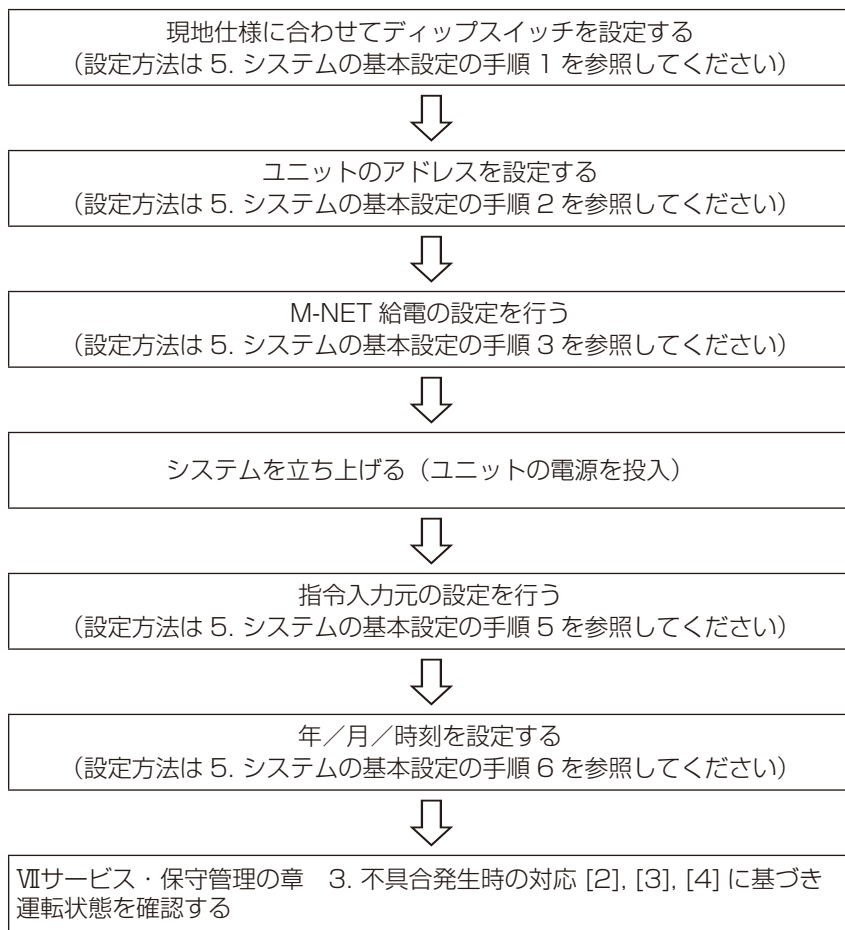 現地仕様に合わせてディップスイッチを設定する
（設定方法は 5. システムの基本設定の手順 1 を参照してください）
ユニットのアドレスを設定する
（設定方法は 5. システムの基本設定の手順 2 を参照してください）
M-NET 給電の設定を行う
（設定方法は 5. システムの基本設定の手順 3 を参照してください）
システムを立ち上げる（ユニットの電源を投入）
指令入力元の設定を行う
（設定方法は 5. システムの基本設定の手順 5 を参照してください）
年／月／時刻を設定する
（設定方法は 5. システムの基本設定の手順 6 を参照してください）
Ⅶサービス・保守管理の章　3. 不具合発生時の対応 [2], [3], [4] に基づき
運転状態を確認する